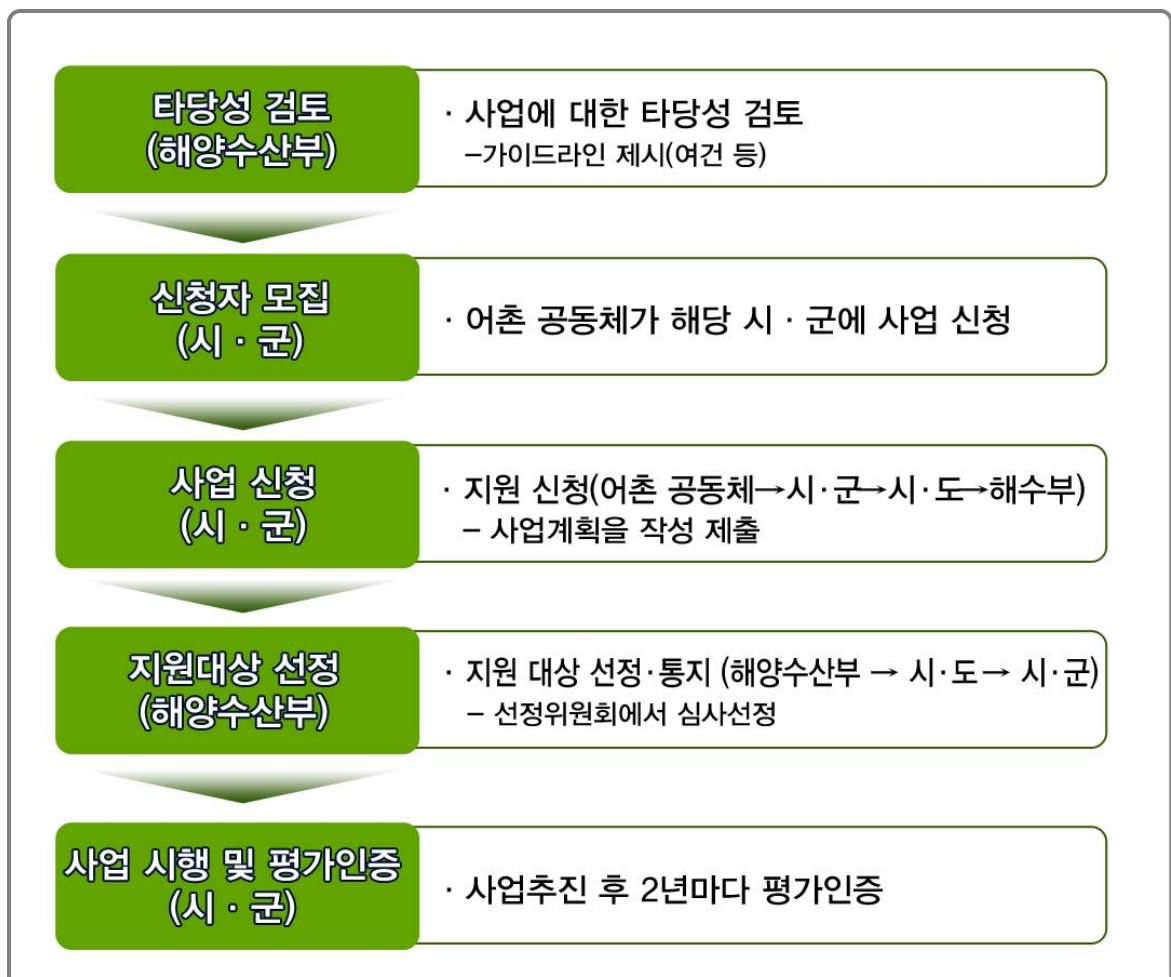 타당성 검토
(해양수산부)
· 사업에 대한 타당성 검토
–가이드라인 제시(여건 등)
신청자 모집
(시 · 군)
· 어촌 공동체가 해당 시 · 군에 사업 신청
사업 신청
(시 · 군)
· 지원 신청(어촌 공동체→시·군→시·도→해수부)
– 사업계획을 작성 제출
지원대상 선정
(해양수산부)
· 지원 대상 선정·통지 (해양수산부 → 시·도→ 시·군)
– 선정위원회에서 심사선정
사업 시행 및 평가인증
(시 · 군)
· 사업추진 후 2년마다 평가인증